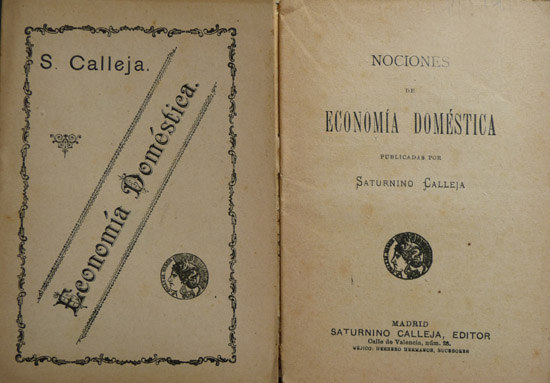 S. Calleja.
Economía Doméstica.
NOCIONES
DE
ECONOMÍA DOMÉSTICA
PUBLICADAS POR
SATURNINO CALLEJA
MADRID
SATURNINO CALLEJA, EDITOR
Calle de Valencia, núm. 28.
MÉJICO: HERRERO HERMANOS, SUCESORES